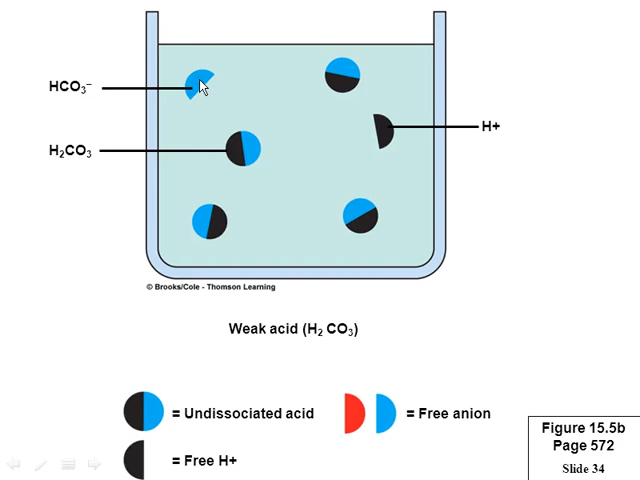 HCO₃⁻
H+
H₂CO₃
© Brooks/Cole - Thomson Learning
Weak acid (H₂ CO₃)
= Undissociated acid
= Free anion
= Free H+
Figure 15.5b
Page 572
Slide 34